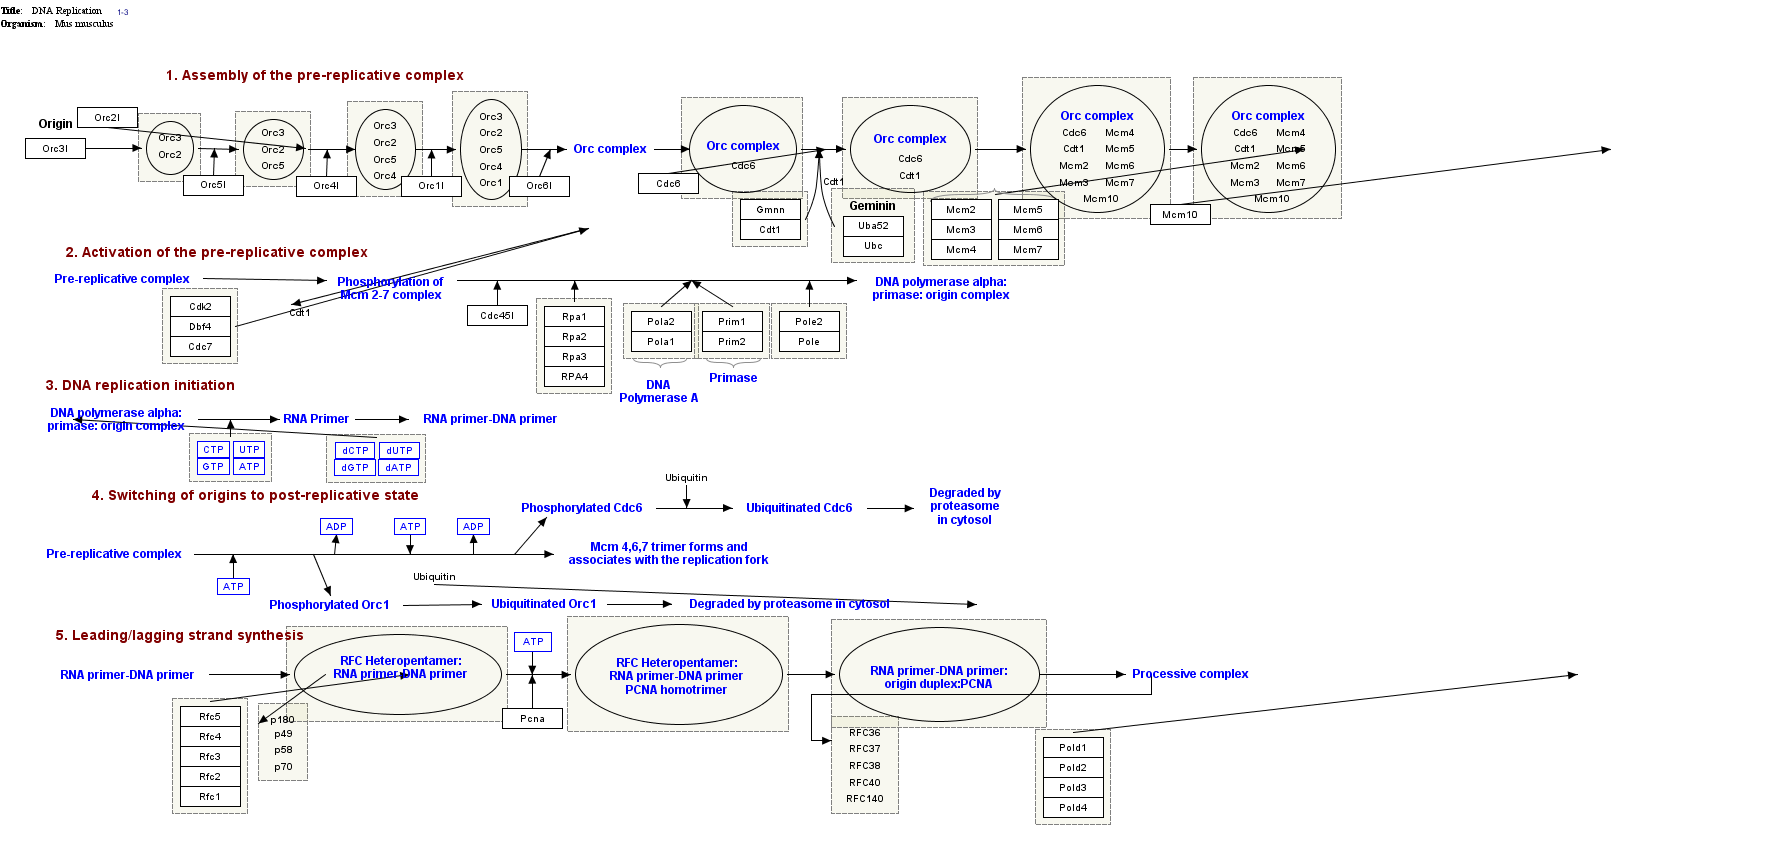 Title: DNA Replication 1-3
Organism: Mus musculus
1. Assembly of the pre-replicative complex
Origin
Orc2l
Orc3l
Orc3
Orc2
Orc5l
Orc3
Orc2
Orc5
Orc4l
Orc3
Orc2
Orc5
Orc4
Orc1l
Orc3
Orc2
Orc5
Orc4
Orc1
Orc6l
Orc complex
Cdc6
Orc complex
Cdc6
Gmnn
Cdt1
Cdt1
Orc complex
Cdc6
Cdt1
Geminin
Uba52
Ubc
Mcm2 Mcm5
Mcm3 Mcm6
Mcm4 Mcm7
Orc complex
Cdc6 Mcm4
Cdt1 Mcm5
Mcm2 Mcm6
Mcm3 Mcm7
Mcm10
Mcm10
Orc complex
Cdc6 Mcm4
Cdt1 Mcm5
Mcm2 Mcm6
Mcm3 Mcm7
Mcm10
2. Activation of the pre-replicative complex
Pre-replicative complex
Phosphorylation of
Mcm 2-7 complex
DNA polymerase alpha:
primase: origin complex
Cdk2
Dbf4
Cdc7
Cdt1
Cdc45l
Rpa1
Rpa2
Rpa3
RPA4
Pola2
Pola1
Prim1
Prim2
Pole2
Pole
DNA
Polymerase A
Primase
3. DNA replication initiation
DNA polymerase alpha:
primase: origin complex
RNA Primer
RNA primer-DNA primer
CTP UTP
GTP ATP
dCTP dUTP
dGTP dATP
4. Switching of origins to post-replicative state
Ubiquitin
Phosphorylated Cdc6
Ubiquitinated Cdc6
Degraded by
proteasome
in cytosol
ADP
ATP
ADP
Pre-replicative complex
Mcm 4,6,7 trimer forms and
associates with the replication fork
ATP
Ubiquitin
Phosphorylated Orc1
Ubiquitinated Orc1
Degraded by proteasome in cytosol
5. Leading/lagging strand synthesis
RNA primer-DNA primer
RFC Heteropentamer:
RNA primer-DNA primer
ATP
Pcna
RFC Heteropentamer:
RNA primer-DNA primer
PCNA homotrimer
RNA primer-DNA primer:
origin duplex:PCNA
Processive complex
Rfc5
Rfc4
Rfc3
Rfc2
Rfc1
p180
p49
p58
p70
RFC36
RFC37
RFC38
RFC40
RFC140
Pold1
Pold2
Pold3
Pold4